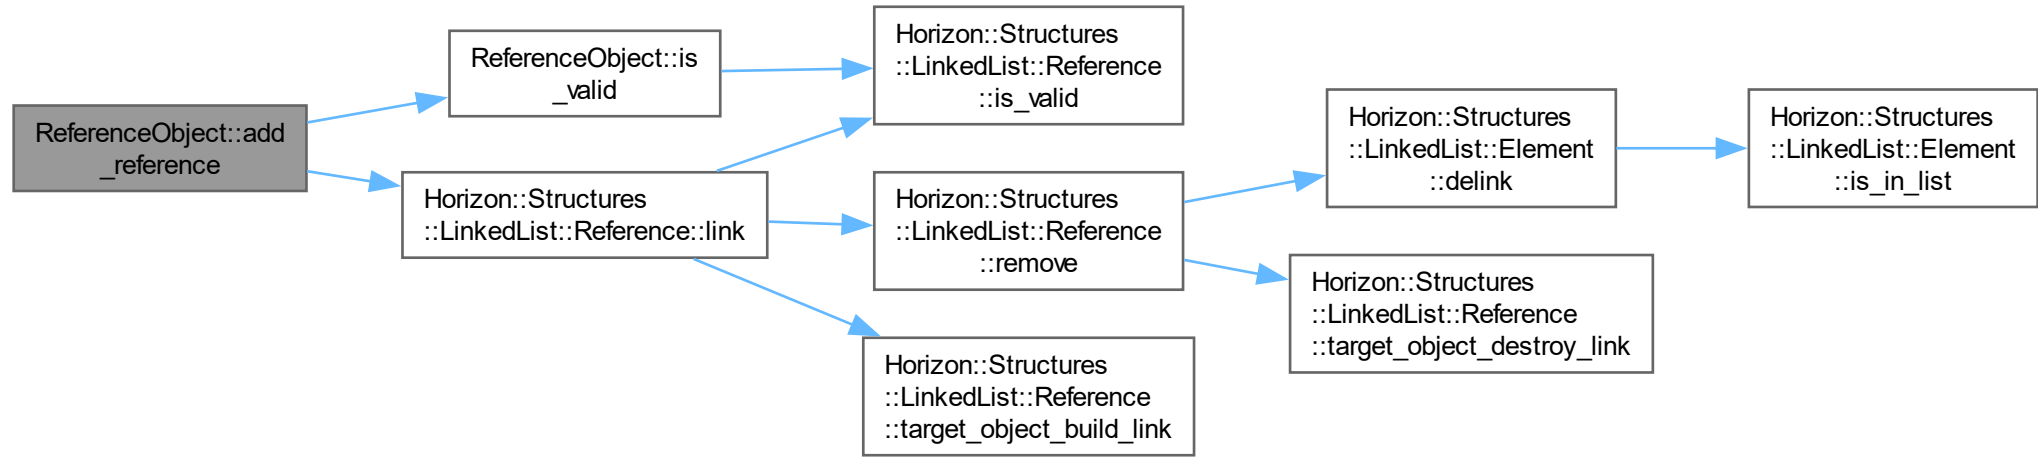 ReferenceObject::add
_reference
ReferenceObject::is
_valid
Horizon::Structures
::LinkedList::Reference::link
Horizon::Structures
::LinkedList::Reference
::is_valid
Horizon::Structures
::LinkedList::Reference
::remove
Horizon::Structures
::LinkedList::Reference
::target_object_build_link
Horizon::Structures
::LinkedList::Element
::delink
Horizon::Structures
::LinkedList::Reference
::target_object_destroy_link
Horizon::Structures
::LinkedList::Element
::is_in_list